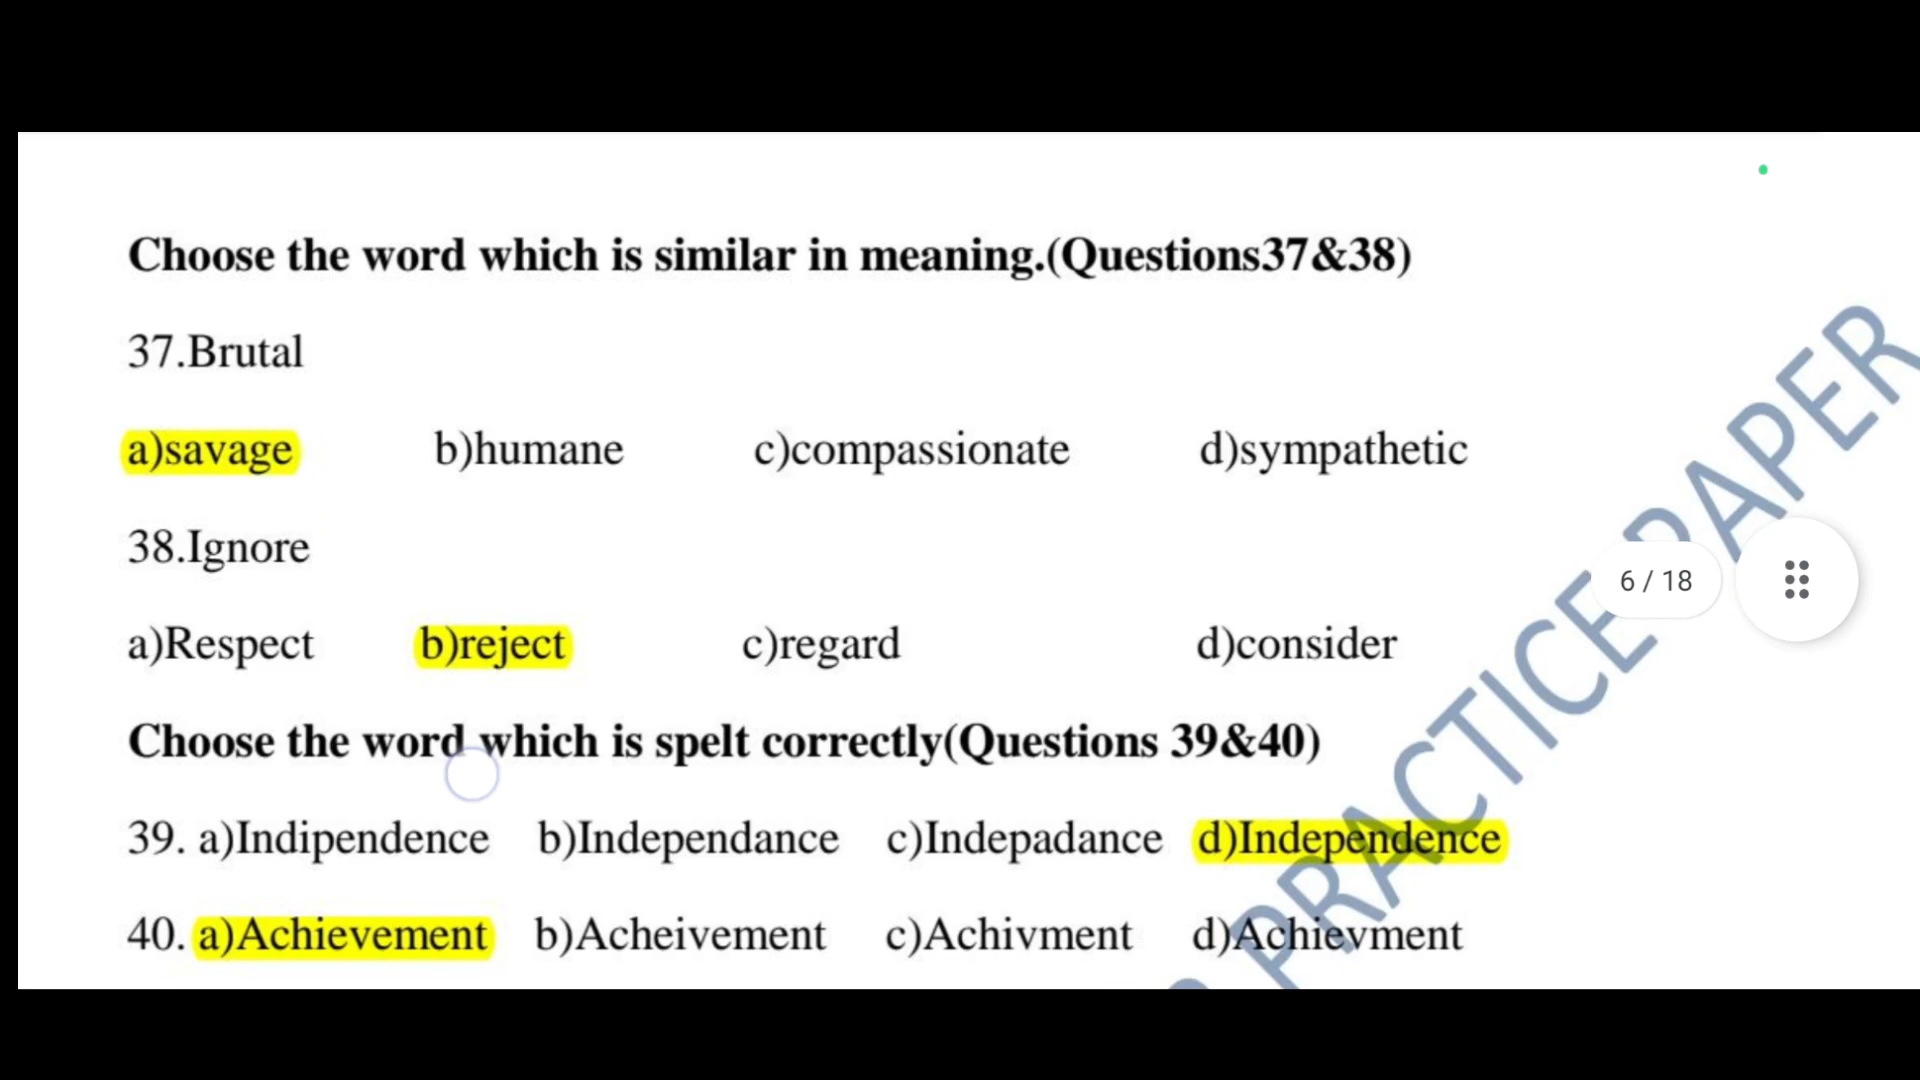 Choose the word which is similar in meaning.(Questions37&38)
37.Brutal
a)savage b)humane c)compassionate d)sympathetic
38.Ignore
6 / 18
a)Respect b)reject c)regard d)consider
Choose the word which is spelt correctly(Questions 39&40)
39. a)Indipendence b)Independance c)Indepadance d)Independence
40. a)Achievement b)Acheivement c)Achivment d)Achievment
PRACTICE PAPER